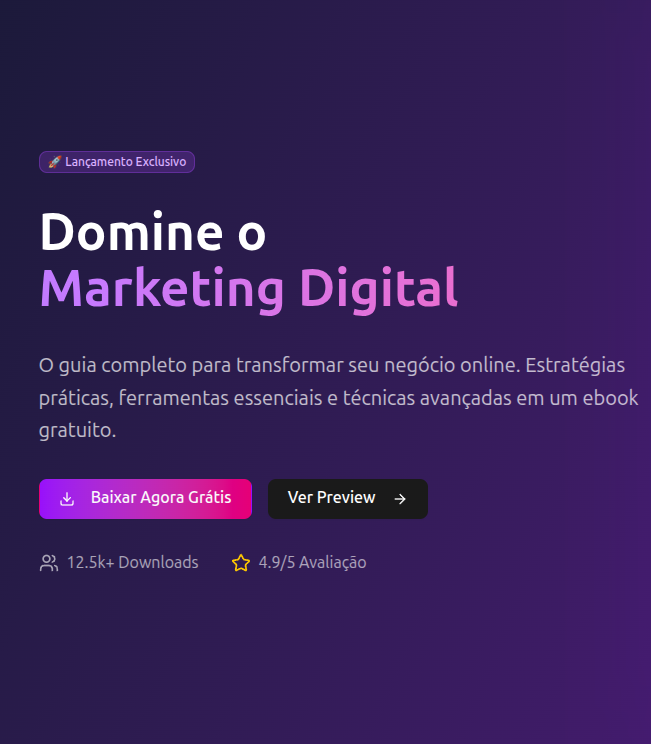 🚀 Lançamento Exclusivo
Domine o
Marketing Digital
O guia completo para transformar seu negócio online. Estratégias
práticas, ferramentas essenciais e técnicas avançadas em um ebook
gratuito.
Baixar Agora Grátis
Ver Preview
12.5k+ Downloads
4.9/5 Avaliação